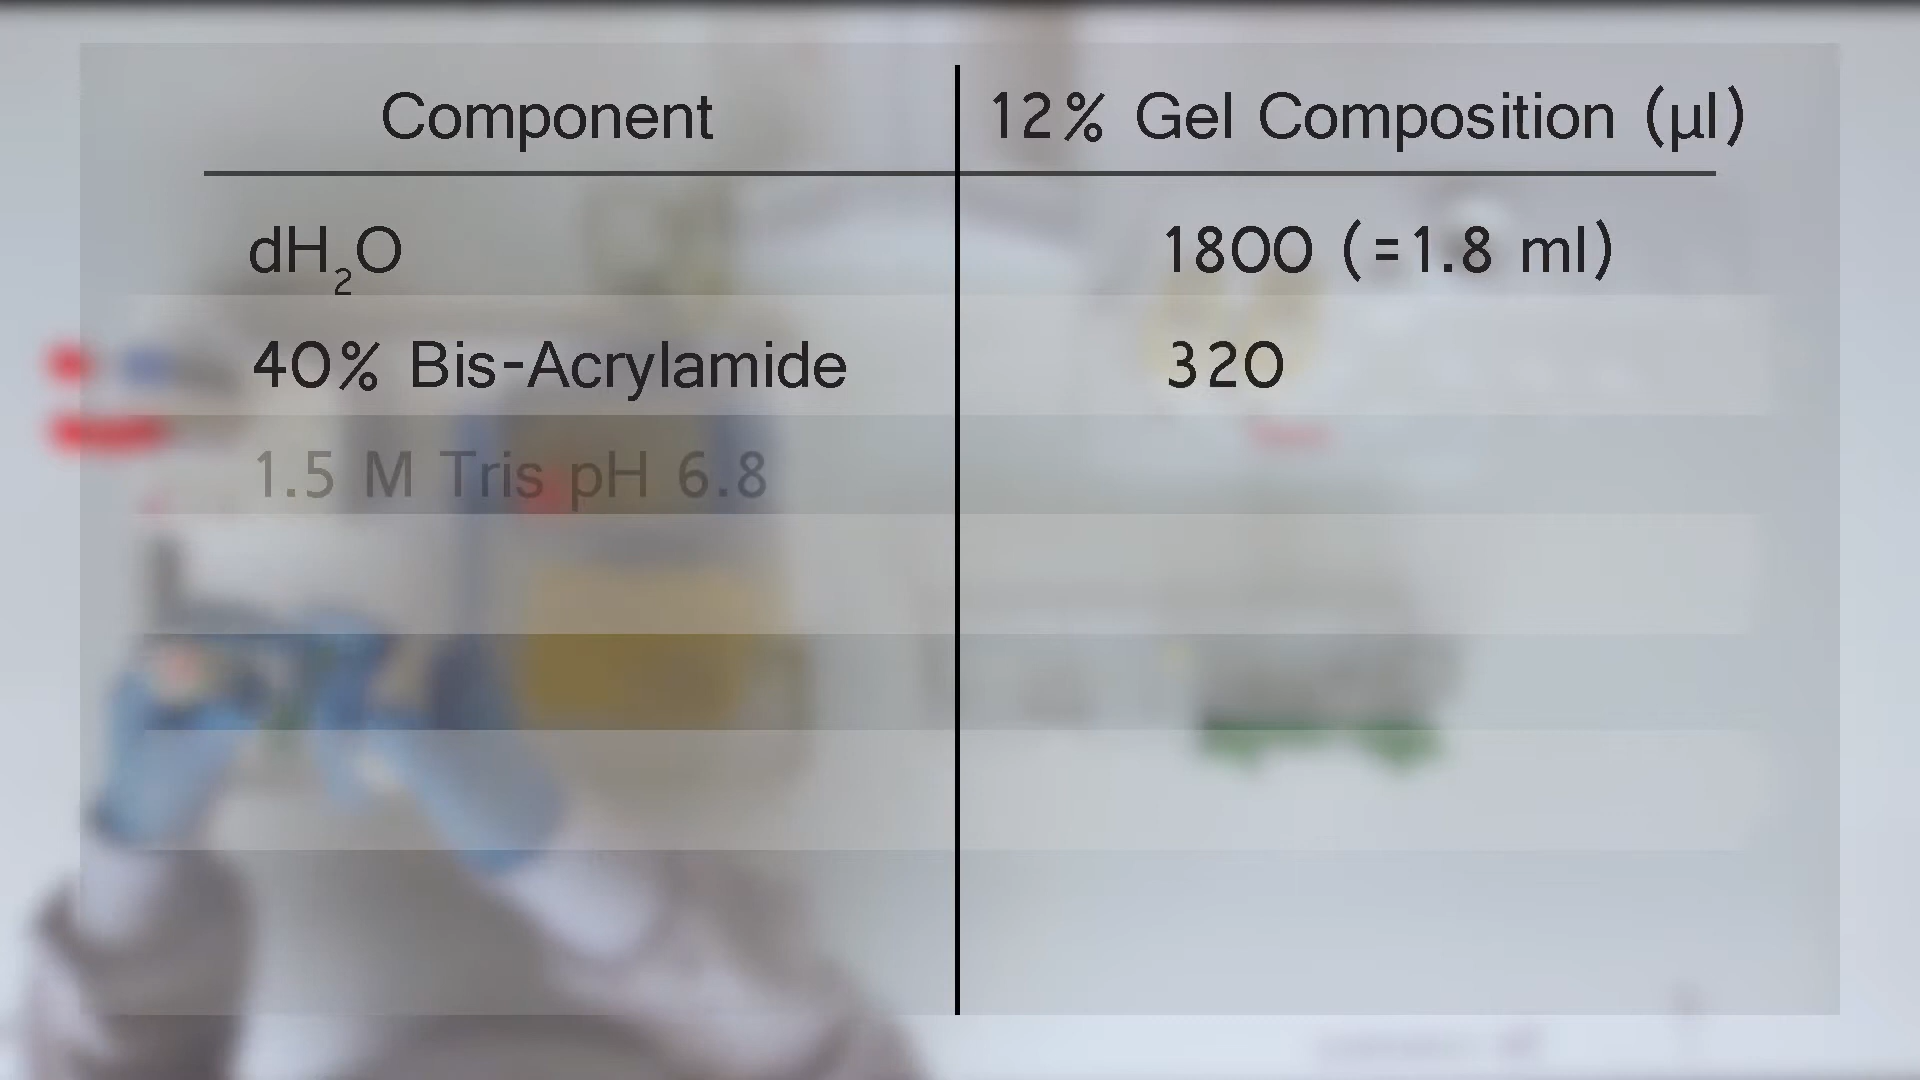 Component
12% Gel Composition (µl)
dH₂O
1800 (=1.8 ml)
40% Bis-Acrylamide
320
1.5 M Tris pH 6.8